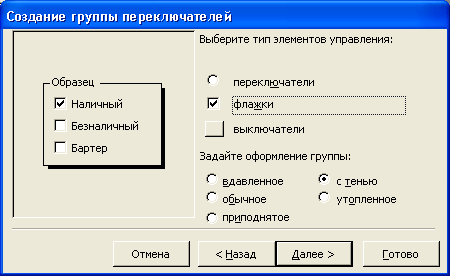 Создание группы переключателей
Выберите тип элементов управления:
Образец
Наличный
Безналичный
Бартер
переключатели
флажки
выключатели
Задайте оформление группы:
вдавленное
с тенью
обычное
утопленное
приподнятое
Отмена
< Назад
Далее >
Готово